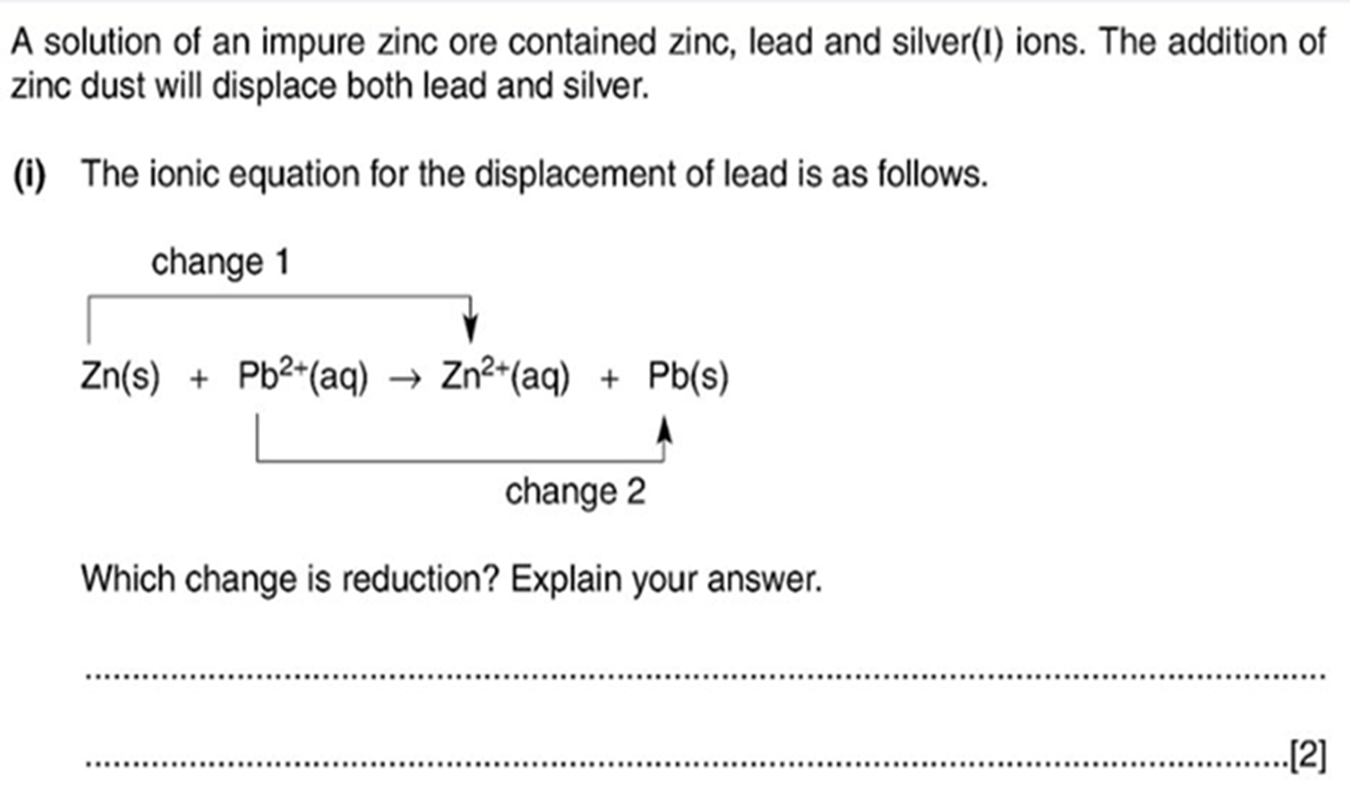 A solution of an impure zinc ore contained zinc, lead and silver(I) ions. The addition of
zinc dust will displace both lead and silver.
(i) The ionic equation for the displacement of lead is as follows.
change 1
Zn(s) + Pb²⁺(aq) → Zn²⁺(aq) + Pb(s)
change 2
Which change is reduction? Explain your answer.
[2]